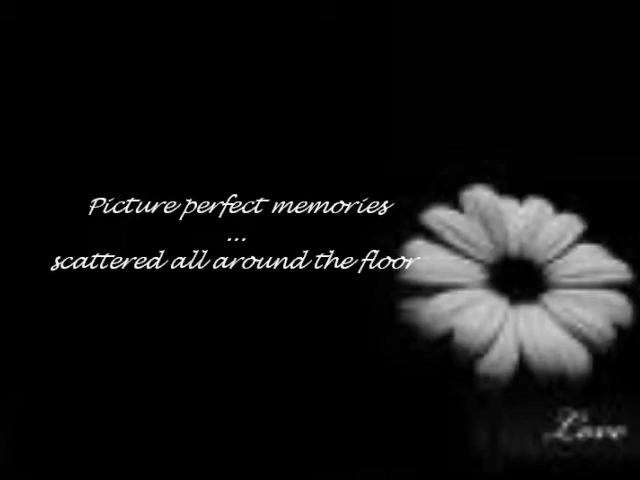 Picture perfect memories
...
scattered all around the floor
Love